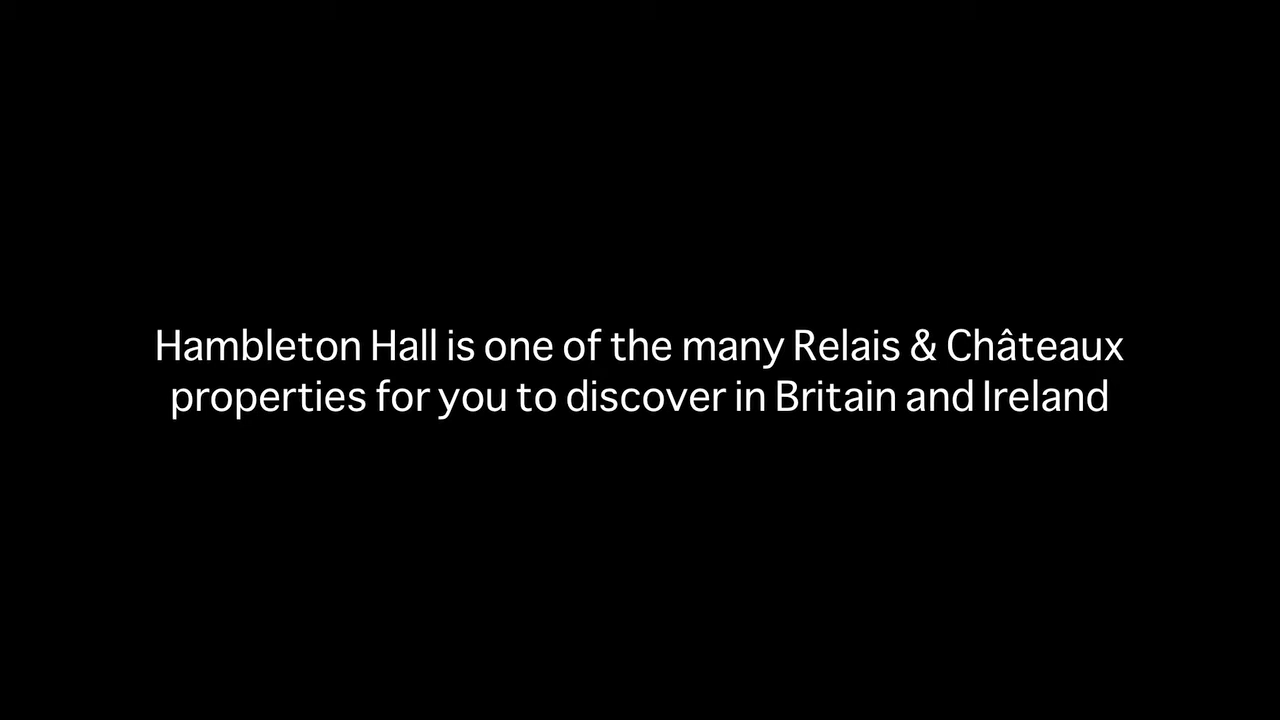 Hambleton Hall is one of the many Relais & Châteaux
properties for you to discover in Britain and Ireland